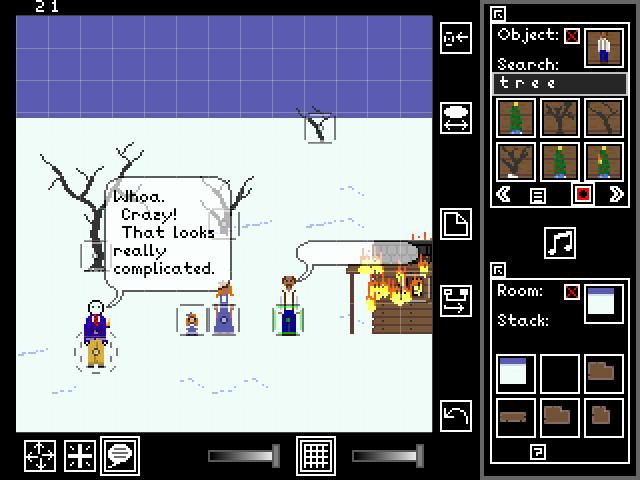 21
Object:
Search:
tree
Whoa.
Crazy!
That looks
really
complicated.
Room:
Stack: